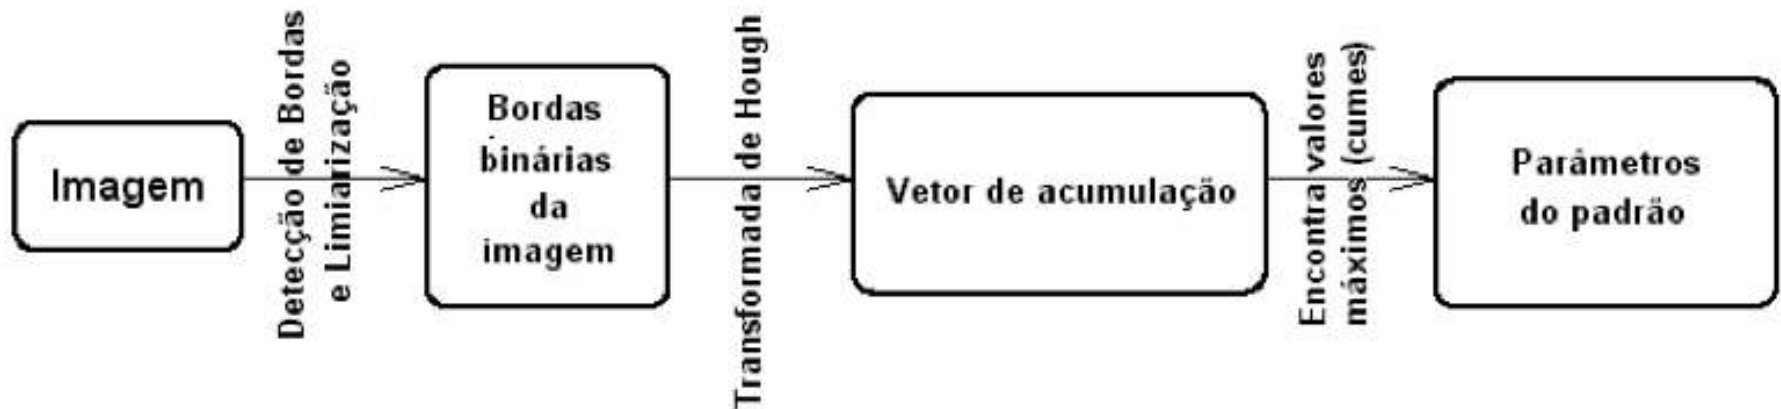 Imagem
Detecção de Bordas
e Limiarização
Bordas
binárias
da
imagem
Transformada de Hough
Vetor de acumulação
Encontra valores
máximos (cumes)
Parâmetros
do padrão